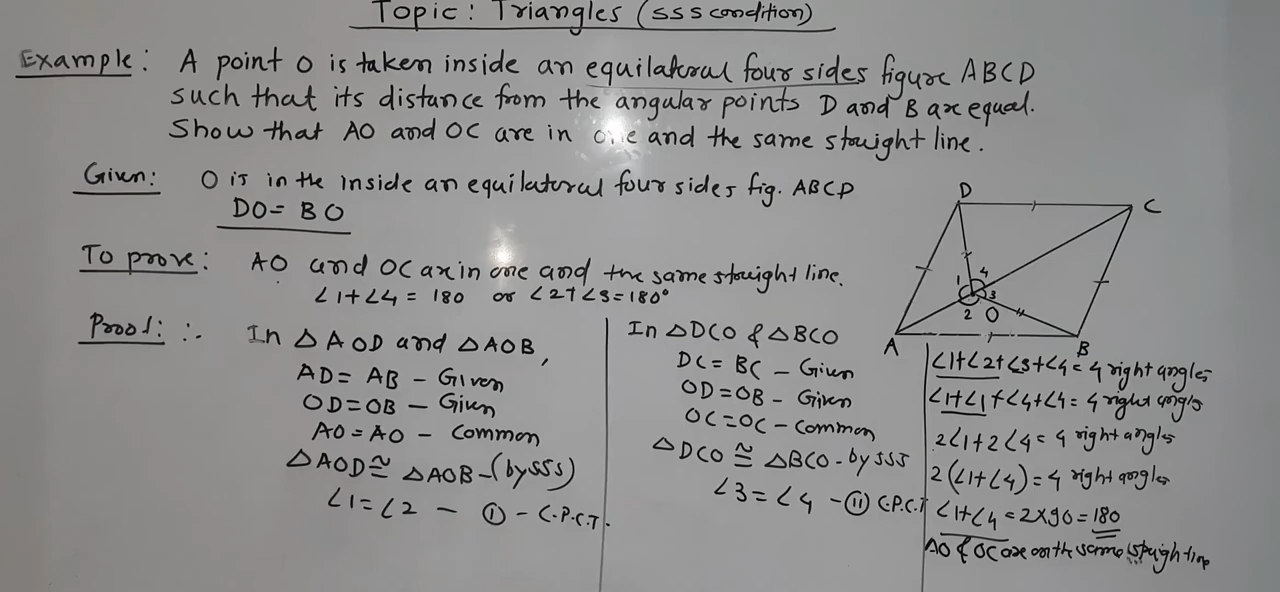 Topic: Triangles (SSS condition)
Example: A point O is taken inside an equilateral four sides figure ABCD
such that its distance from the angular points D and B are equal.
Show that AO and OC are in one and the same straight line.
Given: O is in the inside an equilateral four sides fig. ABCD
DO = BO
To prove: AO and OC are in one and the same straight line.
∠1+∠4 = 180 or ∠2+∠3=180°
Proof: ∴
In △AOD and △AOB,
AD = AB - Given
OD = OB - Given
AO = AO - Common
△AOD ≅ △AOB - (by SSS)
∠1 = ∠2 - ① - C.P.C.T.
In △DCO & △BCO
DC = BC - Given
OD = OB - Given
OC = OC - Common
△DCO ≅ △BCO - by SSS
∠3 = ∠4 - ⑪ C.P.C.T
D
C
1
4
3
2
O
A
B
∠1+∠2+∠3+∠4 = 4 right angles
∠1+∠1+∠4+∠4 = 4 right angles
2∠1+2∠4 = 4 right angles
2(∠1+∠4) = 4 right angles
∠1+∠4 = 2×90 = 180
AO & OC are on the same straight line